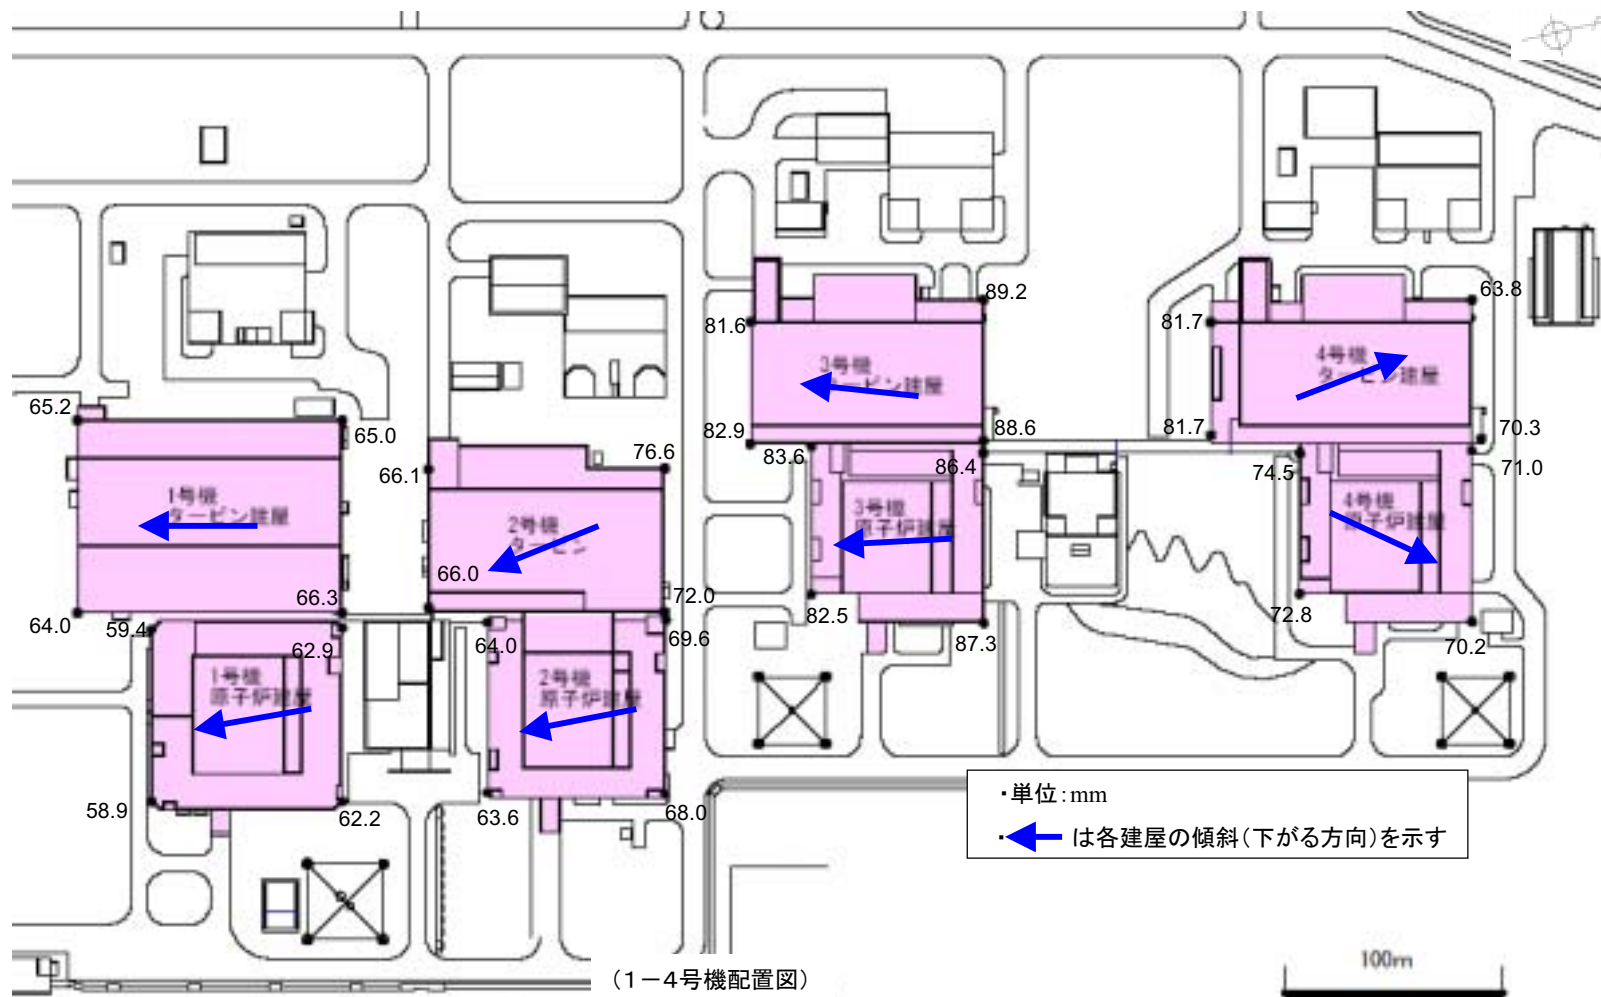 89.2
63.8
81.6
81.7
3号機
タービン建屋
4号機
タービン建屋
65.2
65.0
82.9
88.6
81.7
70.3
83.6
86.4
74.5
71.0
66.1
76.6
1号機
タービン建屋
2号機
タービン
3号機
原子炉建屋
4号機
原子炉建屋
66.0
66.3
72.0
64.0
59.4
62.9
64.0
69.6
82.5
87.3
72.8
70.2
1号機
原子炉建屋
2号機
原子炉建屋
58.9
62.2
63.6
68.0
・単位:mm
・ は各建屋の傾斜(下がる方向)を示す
(1-4号機配置図)
100m